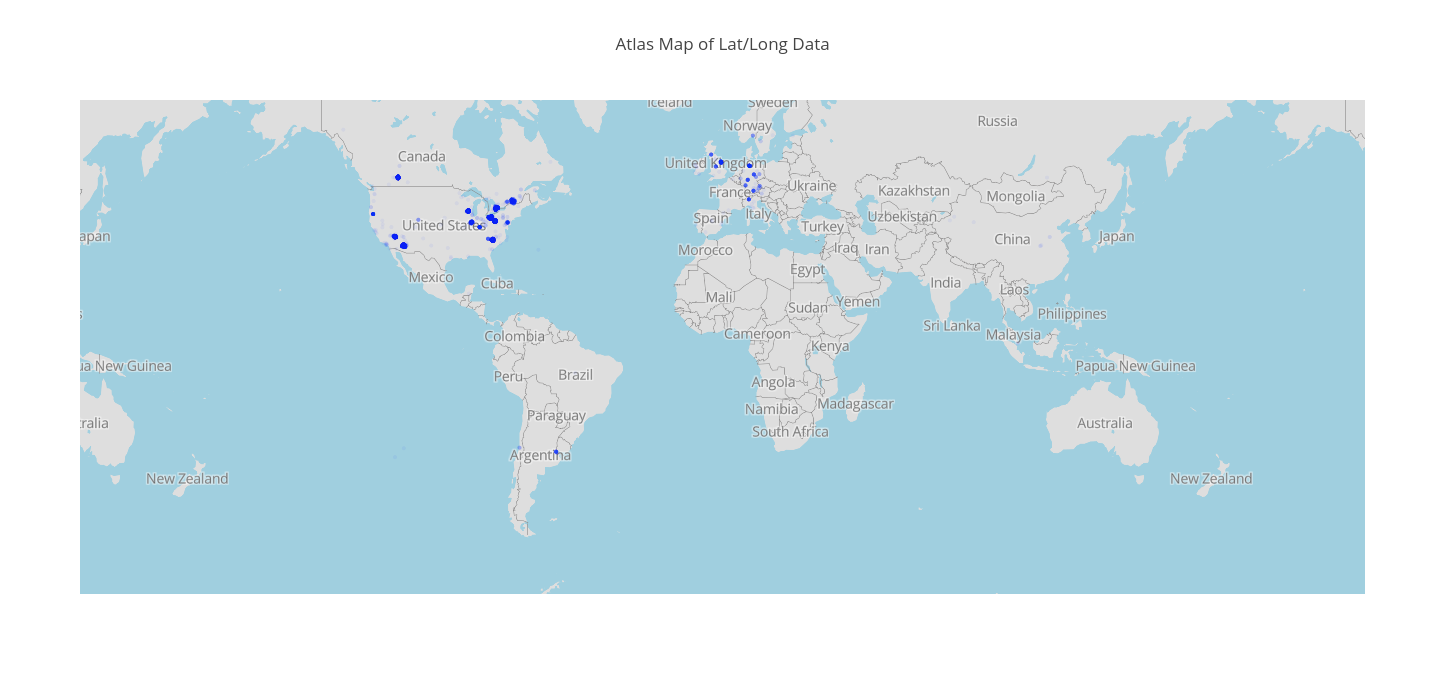 Atlas Map of Lat/Long Data
Iceland
Sweden
Norway
Russia
Canada
United Kingdom
France
Ukraine
Kazakhstan
Mongolia
United States
Spain
Italy
Turkey
Uzbekistan
China
Japan
apan
Morocco
Iraq
Iran
Mexico
Cuba
Egypt
India
Laos
Mali
Sudan
Yemen
Philippines
s
Colombia
Cameroon
Kenya
Sri Lanka
Malaysia
ua New Guinea
Papua New Guinea
Peru
Brazil
Angola
Namibia
Madagascar
Paraguay
South Africa
ralia
Australia
Argentina
New Zealand
New Zealand